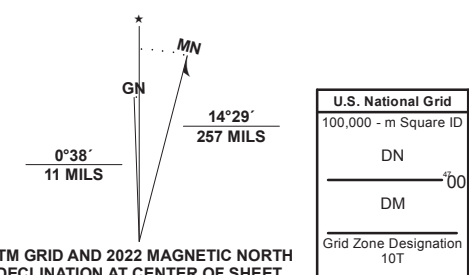 ★
MN
GN
14°29´
257 MILS
0°38´
11 MILS
TM GRID AND 2022 MAGNETIC NORTH
DECLINATION AT CENTER OF SHEET
U.S. National Grid
100,000 - m Square ID
DN
4700
DM
Grid Zone Designation
10T